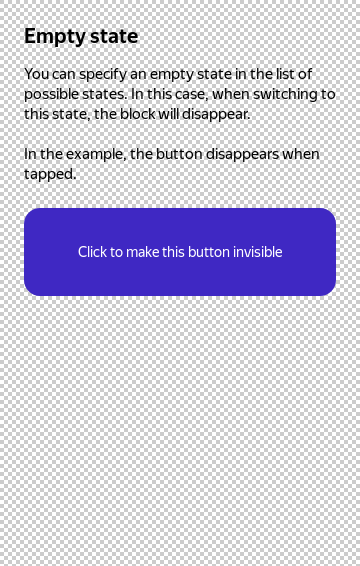 Empty state
You can specify an empty state in the list of
possible states. In this case, when switching to
this state, the block will disappear.
In the example, the button disappears when
tapped.
Click to make this button invisible